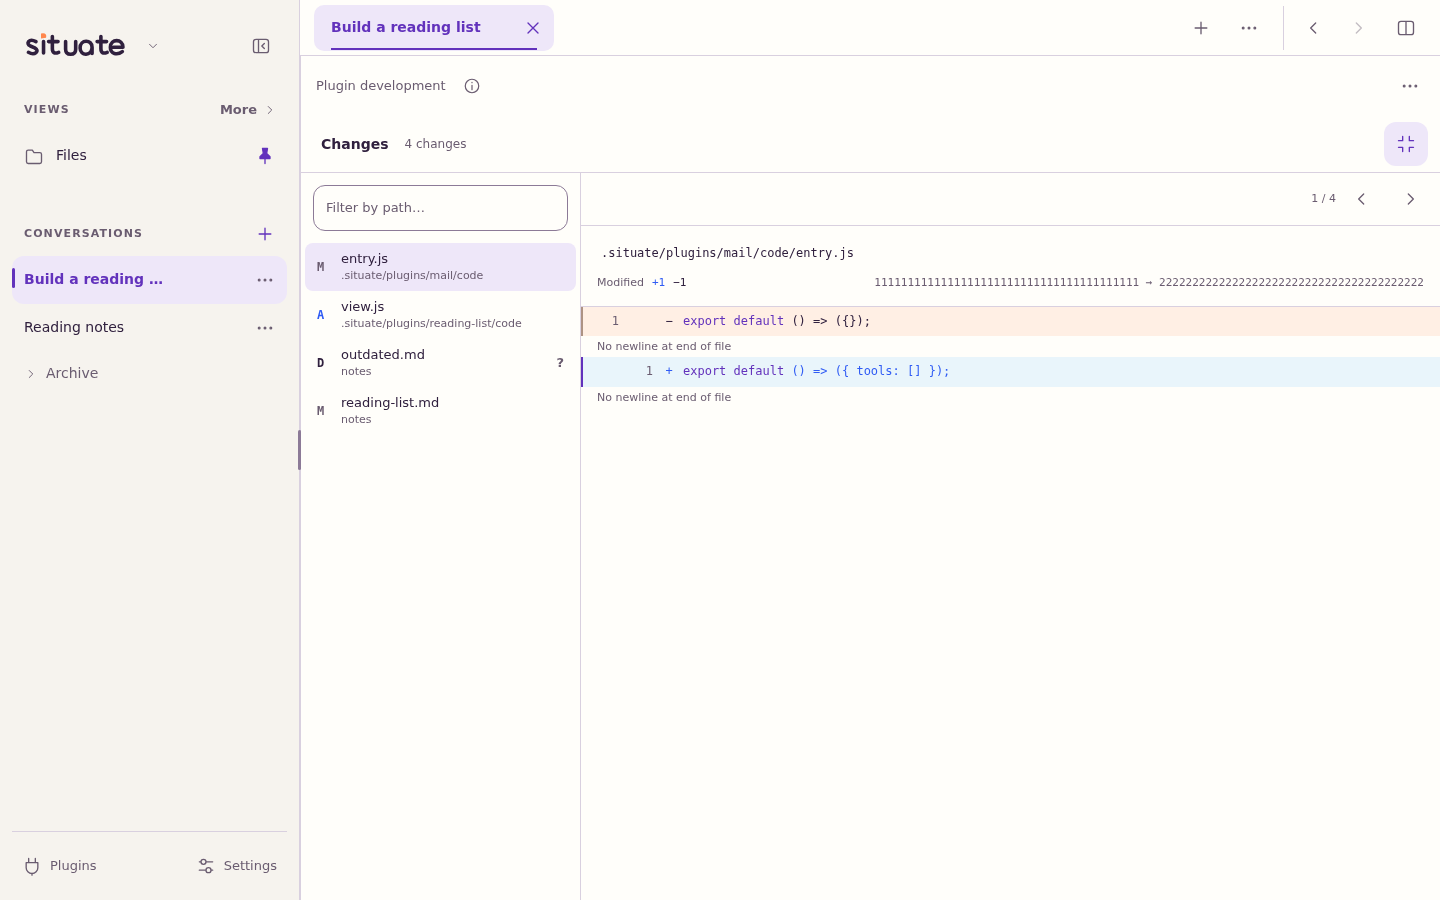 situate
VIEWS
More
Files
CONVERSATIONS
Build a reading ...
Reading notes
Archive
Plugins
Settings
Build a reading list
Plugin development
Changes 4 changes
Filter by path...
M entry.js
.situate/plugins/mail/code
A view.js
.situate/plugins/reading-list/code
D outdated.md ?
notes
M reading-list.md
notes
1 / 4
.situate/plugins/mail/code/entry.js
Modified +1 −1 1111111111111111111111111111111111111111 → 2222222222222222222222222222222222222222
1 − export default () => ({});
No newline at end of file
1 + export default () => ({ tools: [] });
No newline at end of file